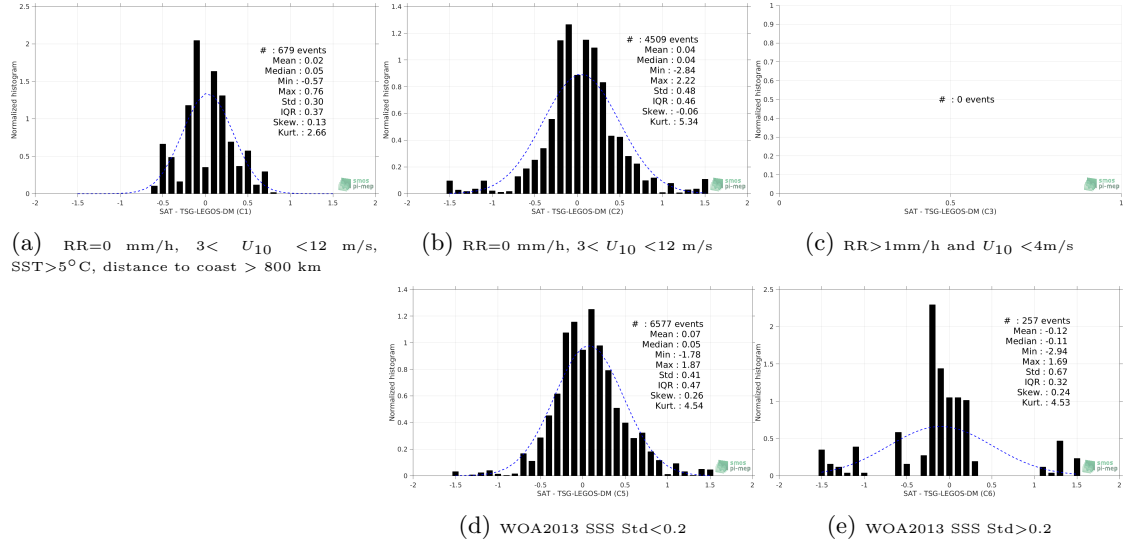 2.5
2
1.5
1
0.5
0
Normalized histogram
# : 679 events
Mean : 0.02
Median : 0.05
Min : -0.57
Max : 0.76
Std : 0.30
IQR : 0.37
Skew. : 0.13
Kurt. : 2.66
smos
pi-mep
-2 -1.5 -1 -0.5 0 0.5 1 1.5 2
SAT - TSG-LEGOS-DM (C1)
(a) RR=0 mm/h, 3< U10 <12 m/s,
SST>5°C, distance to coast > 800 km
1.4
1.2
1
0.8
0.6
0.4
0.2
0
Normalized histogram
# : 4509 events
Mean : 0.04
Median : 0.04
Min : -2.84
Max : 2.22
Std : 0.48
IQR : 0.46
Skew. : -0.06
Kurt. : 5.34
smos
pi-mep
-2 -1.5 -1 -0.5 0 0.5 1 1.5 2
SAT - TSG-LEGOS-DM (C2)
(b) RR=0 mm/h, 3< U10 <12 m/s
1
0.9
0.8
0.7
0.6
0.5
0.4
0.3
0.2
0.1
0
Normalized histogram
# : 0 events
smos
pi-mep
0 0.5 1
SAT - TSG-LEGOS-DM (C3)
(c) RR>1mm/h and U10 <4m/s
1.4
1.2
1
0.8
0.6
0.4
0.2
0
Normalized histogram
# : 6577 events
Mean : 0.07
Median : 0.05
Min : -1.78
Max : 1.87
Std : 0.41
IQR : 0.47
Skew. : 0.26
Kurt. : 4.54
smos
pi-mep
-2 -1.5 -1 -0.5 0 0.5 1 1.5 2
SAT - TSG-LEGOS-DM (C5)
(d) WOA2013 SSS Std<0.2
2.5
2
1.5
1
0.5
0
Normalized histogram
# : 257 events
Mean : -0.12
Median : -0.11
Min : -2.94
Max : 1.69
Std : 0.67
IQR : 0.32
Skew. : 0.24
Kurt. : 4.53
smos
pi-mep
-2 -1.5 -1 -0.5 0 0.5 1 1.5 2
SAT - TSG-LEGOS-DM (C6)
(e) WOA2013 SSS Std>0.2